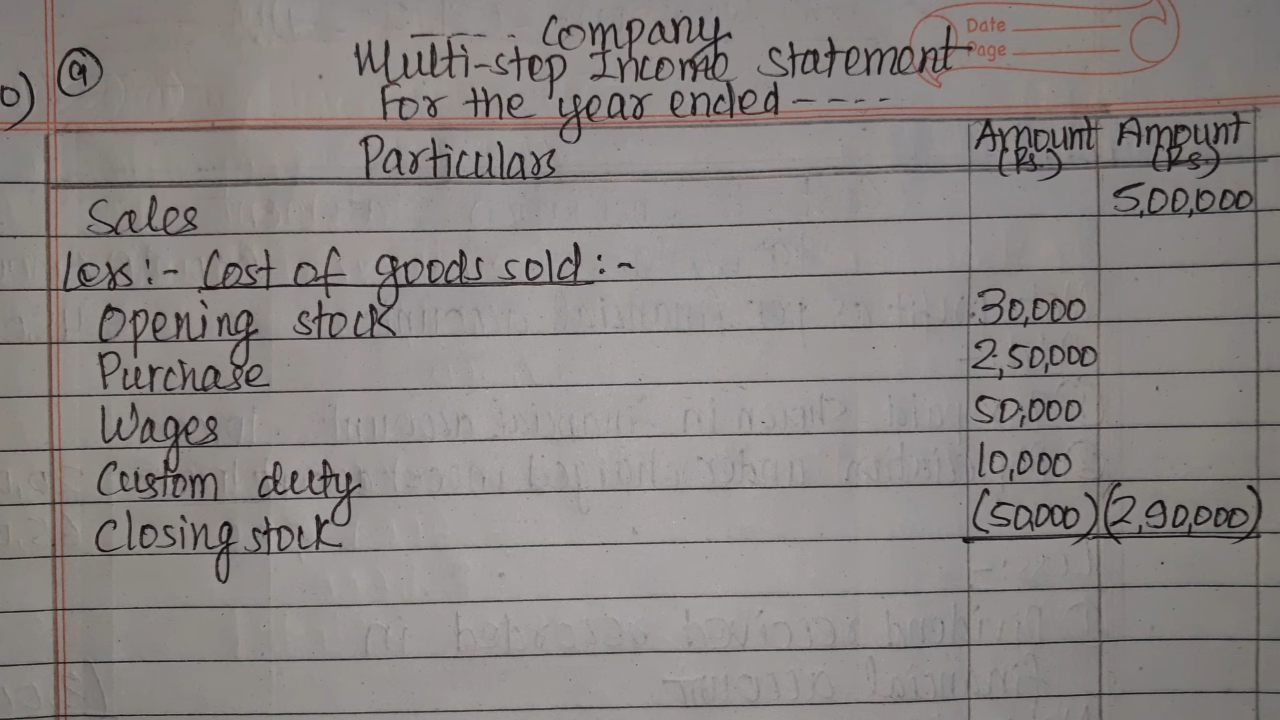 Date
Page
---- Company
0) a Multi-step Income statement
For the year ended ----
Particulars Amount (Rs.) Amount (Rs.)
Sales 5,00,000
Less:- Cost of goods sold:-
Opening stock 30,000
Purchase 2,50,000
Wages 50,000
Custom duty 10,000
Closing stock (50,000) (2,90,000)